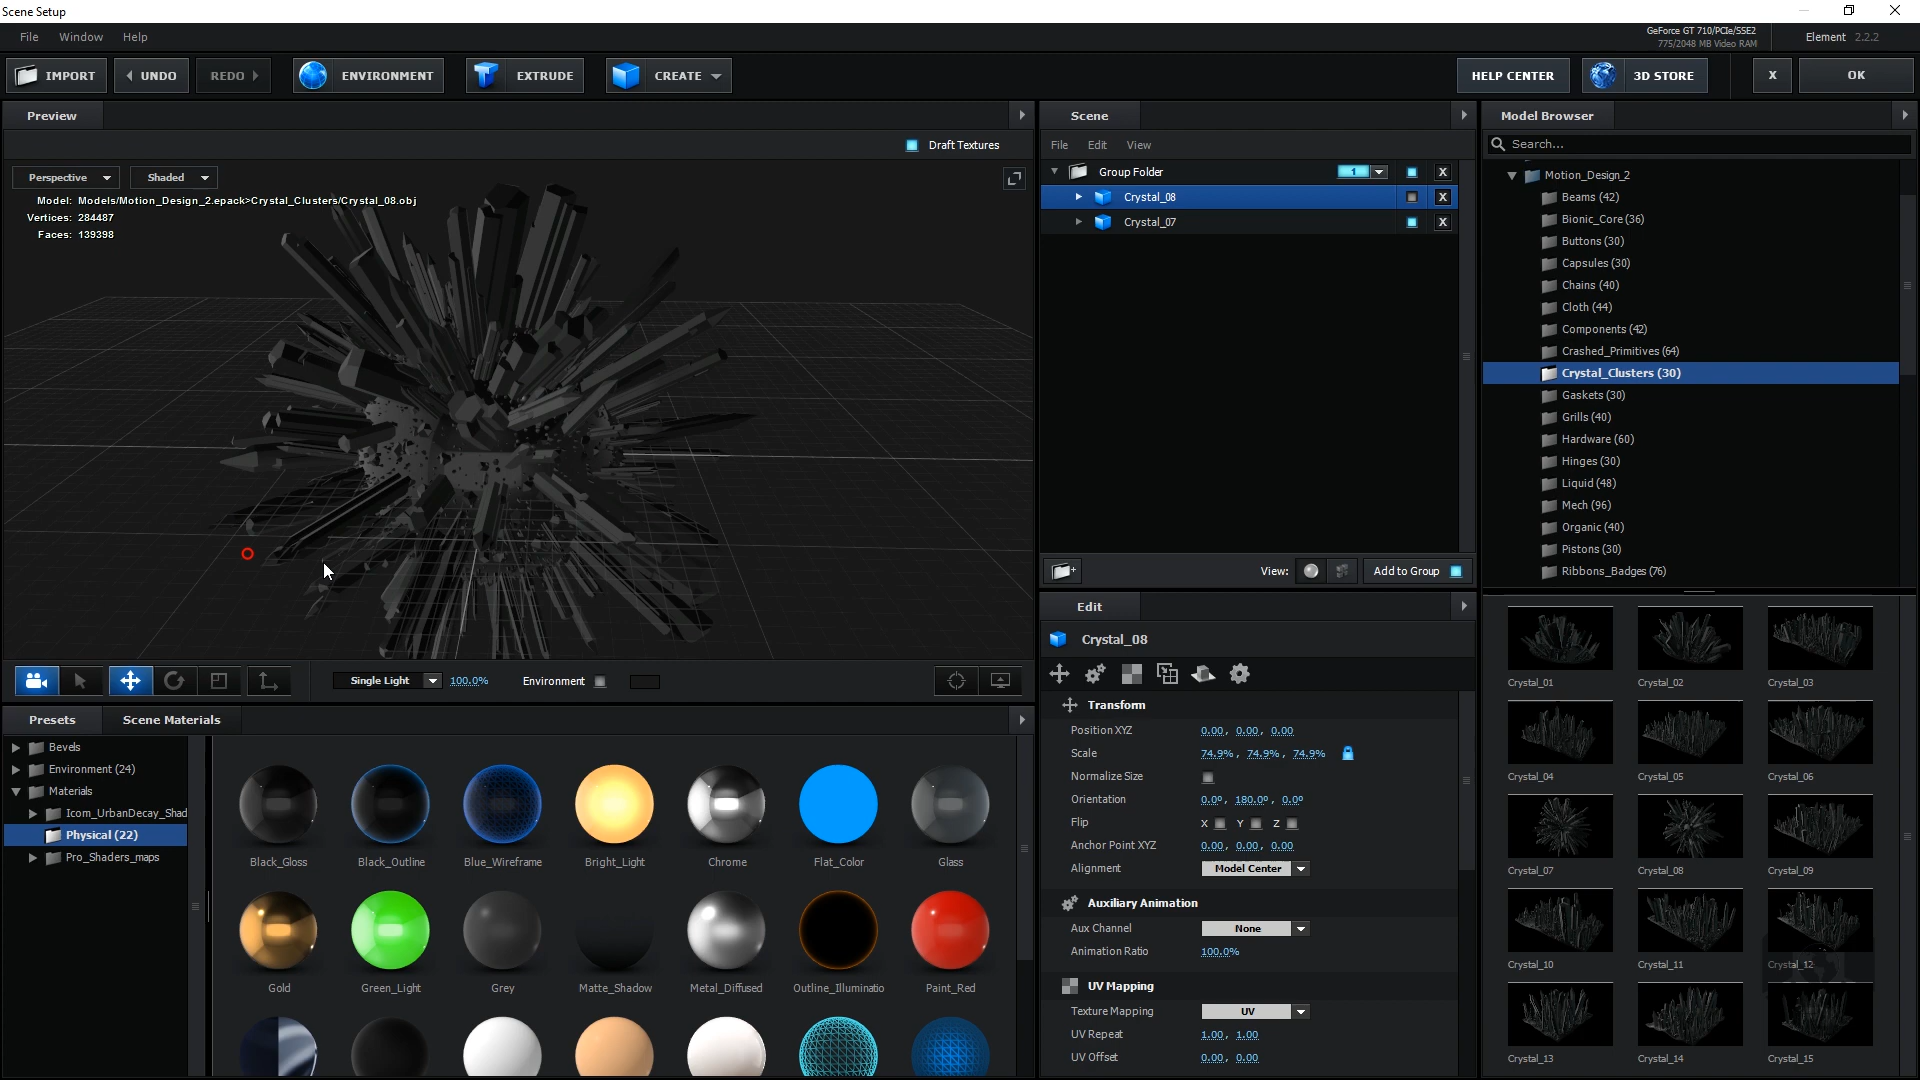 Scene Setup
File Window Help
GeForce GT 710/PCIe/SSE2
775/2048 MB Video RAM
Element 2.2.2
IMPORT UNDO REDO ENVIRONMENT EXTRUDE CREATE HELP CENTER 3D STORE X OK
Preview
Draft Textures
Perspective Shaded
Model: Models/Motion_Design_2.epack>Crystal_Clusters/Crystal_08.obj
Vertices: 284487
Faces: 139398
Single Light 100.0% Environment
Presets Scene Materials
Bevels
Environment (24)
Materials
Icom_UrbanDecay_Shad
Physical (22)
Pro_Shaders_maps
Black_Gloss Black_Outline Blue_Wireframe Bright_Light Chrome Flat_Color Glass
Gold Green_Light Grey Matte_Shadow Metal_Diffused Outline_Illuminatio Paint_Red
Scene
File Edit View
Group Folder 1 X
Crystal_08 X
Crystal_07 X
View: Add to Group
Edit
Crystal_08
Transform
Position XYZ 0.00, 0.00, 0.00
Scale 74.9%, 74.9%, 74.9%
Normalize Size
Orientation 0.0º, 180.0º, 0.0º
Flip X Y Z
Anchor Point XYZ 0.00, 0.00, 0.00
Alignment Model Center
Auxiliary Animation
Aux Channel None
Animation Ratio 100.0%
UV Mapping
Texture Mapping UV
UV Repeat 1.00, 1.00
UV Offset 0.00, 0.00
Model Browser
Search...
Motion_Design_2
Beams (42)
Bionic_Core (36)
Buttons (30)
Capsules (30)
Chains (40)
Cloth (44)
Components (42)
Crashed_Primitives (64)
Crystal_Clusters (30)
Gaskets (30)
Grills (40)
Hardware (60)
Hinges (30)
Liquid (48)
Mech (96)
Organic (40)
Pistons (30)
Ribbons_Badges (76)
Crystal_01 Crystal_02 Crystal_03
Crystal_04 Crystal_05 Crystal_06
Crystal_07 Crystal_08 Crystal_09
Crystal_10 Crystal_11 Crystal_12
Crystal_13 Crystal_14 Crystal_15